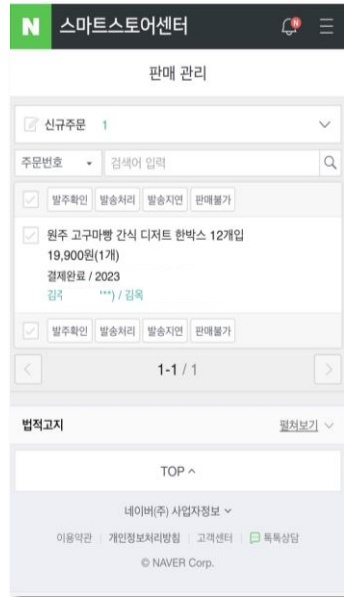 N 스마트스토어센터 N
판매 관리
신규주문 1
주문번호 검색어 입력
발주확인 발송처리 발송지연 판매불가
원주 고구마빵 간식 디저트 한박스 12개입
19,900원(1개)
결제완료 / 2023
***) / 김옥
발주확인 발송처리 발송지연 판매불가
1-1 / 1
법적고지 펼쳐보기
TOP
네이버(주) 사업자정보
이용약관 개인정보처리방침 고객센터 톡톡상담
© NAVER Corp.